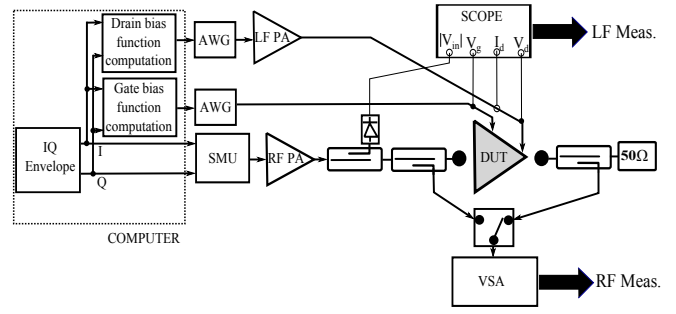 SCOPE
|Vin| Vg Id Vd
LF Meas.
Drain bias
function
computation
AWG
LF PA
Gate bias
function
computation
AWG
IQ
Envelope
I
Q
SMU
RF PA
DUT
50Ω
COMPUTER
VSA
RF Meas.